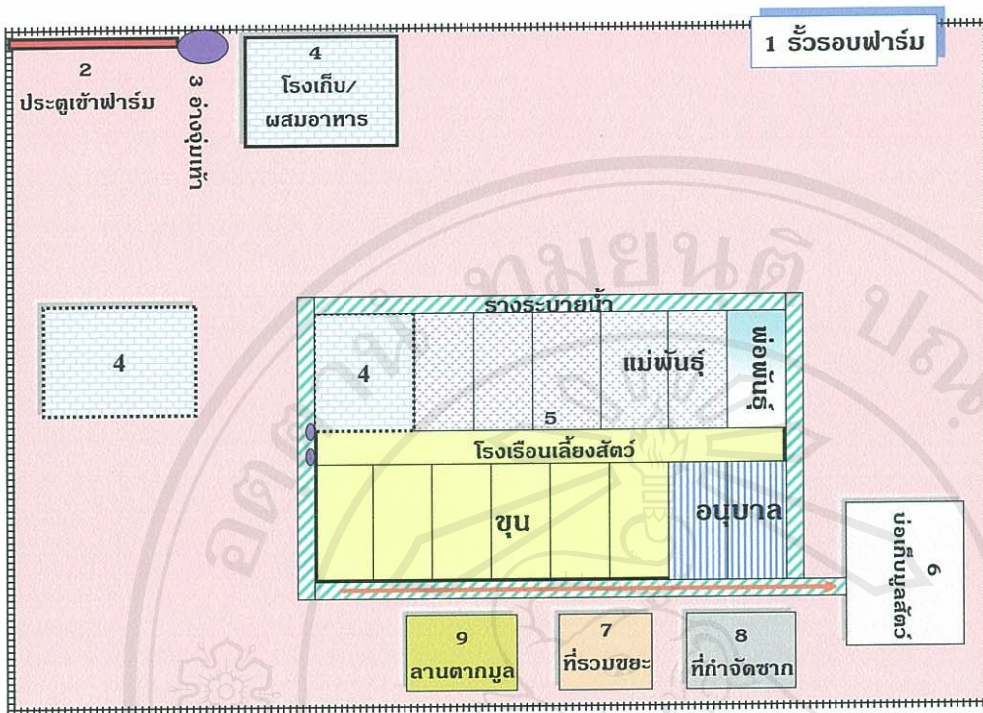 1 รั้วรอบฟาร์ม
2
ประตูเข้าฟาร์ม
3 อ่างจุ่มเท้า
4
โรงเก็บ/
ผสมอาหาร
4
รางระบายน้ำ
4
แม่พันธุ์
พ่อพันธุ์
5
โรงเรือนเลี้ยงสัตว์
ขุน
อนุบาล
6
บ่อเก็บมูลสัตว์
9
ลานตากมูล
7
ที่รวมขยะ
8
ที่กำจัดซาก